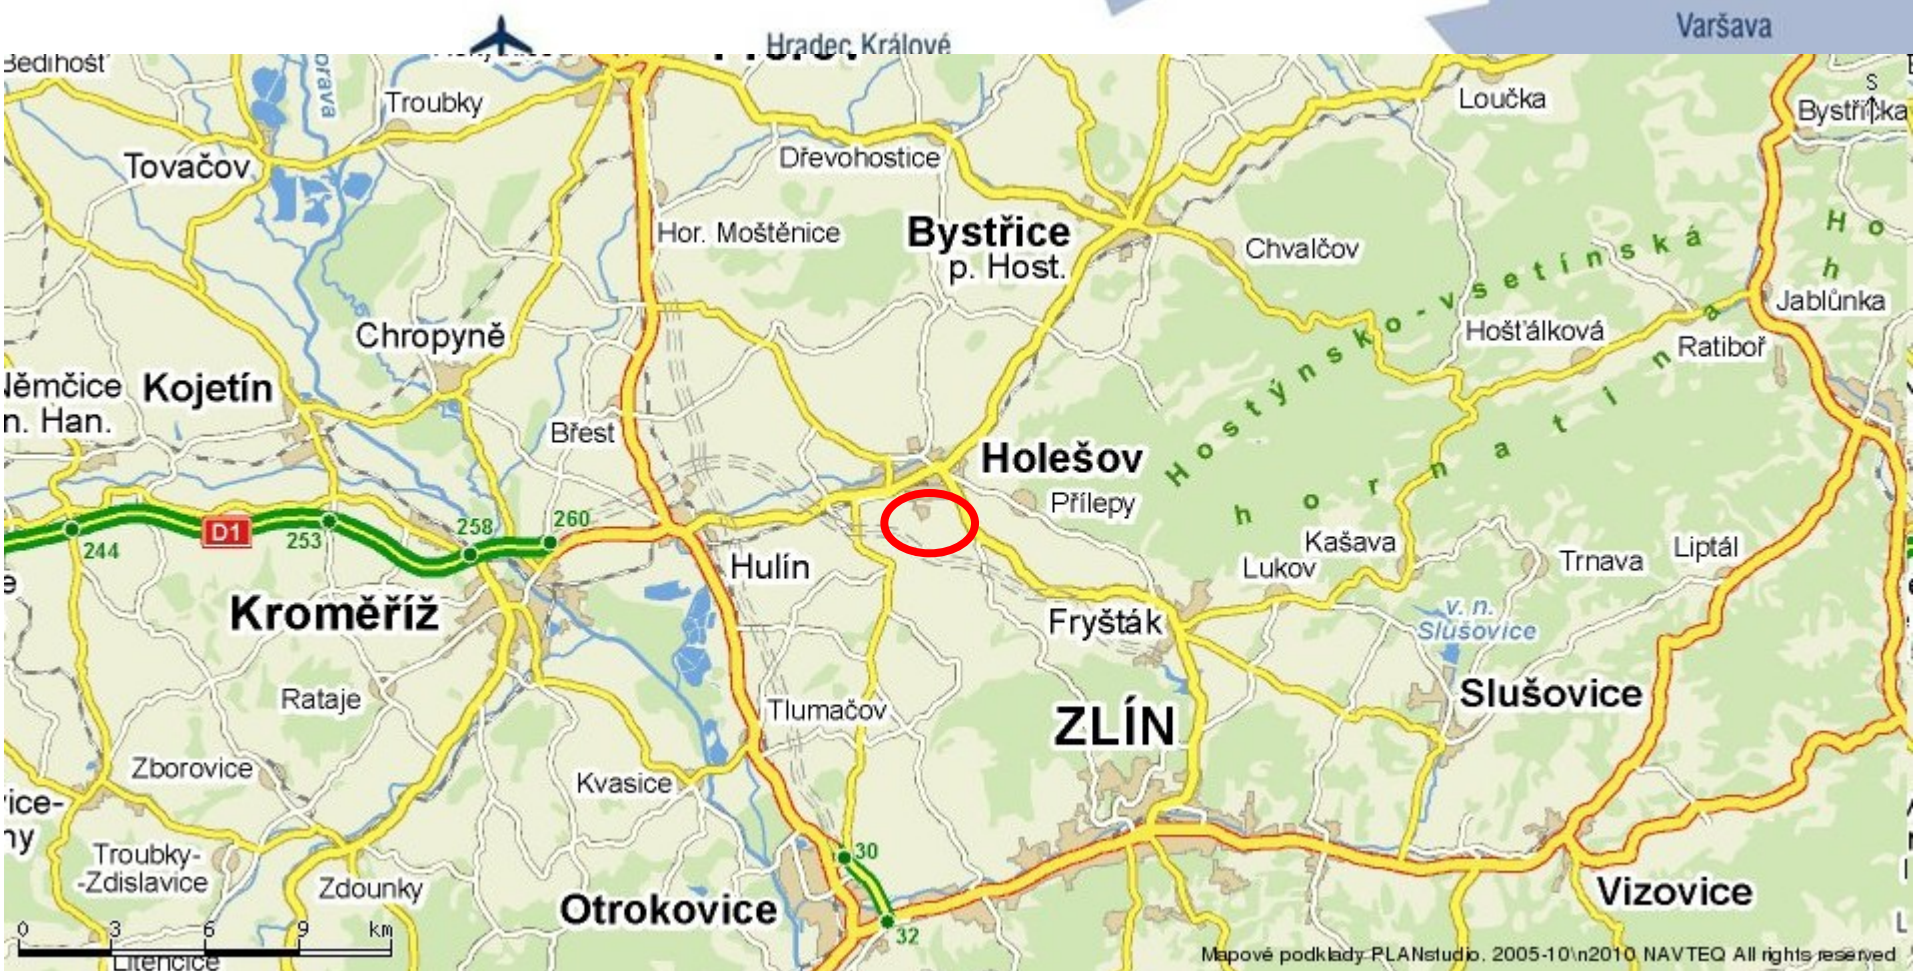 Varšava
Hradec Králové
Bedihošť
Troubky
Loučka
S
Bystřička
Tovačov
Dřevohostice
Hor. Moštěnice
Bystřice
p. Host.
Chvalčov
Hostýnsko-vsetínská
hornatina
Ho
h
Jablůnka
Chropyně
Hošťálková
Ratiboř
Němčice
n. Han.
Kojetín
Břest
Holešov
Přílepy
D1
244
253
258
260
Hulín
Kašava
Lukov
Trnava
Liptál
Kroměříž
Fryšták
v. n.
Slušovice
Rataje
Tlumačov
ZLÍN
Slušovice
Zborovice
Kvasice
ice-
ny
Troubky-
-Zdislavice
Zdounky
30
Otrokovice
32
Vizovice
0 3 6 9 km
Litenčice
Mapové podklady PLANstudio, 2005-10\n2010 NAVTEQ All rights reserved